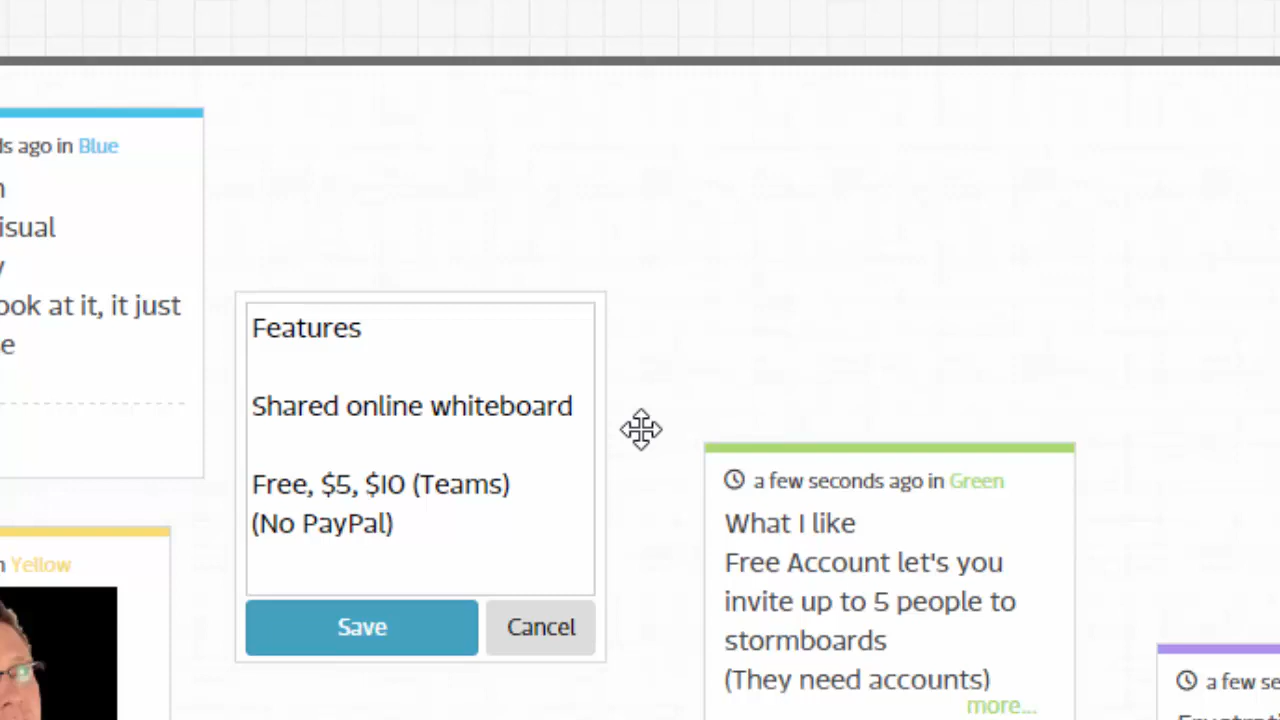 ago in Blue
isual
ook at it, it just
Features
Shared online whiteboard
Free, $5, $10 (Teams)
(No PayPal)
Save
Cancel
Yellow
a few seconds ago in Green
What I like
Free Account let's you
invite up to 5 people to
stormboards
(They need accounts)
more...
a few se